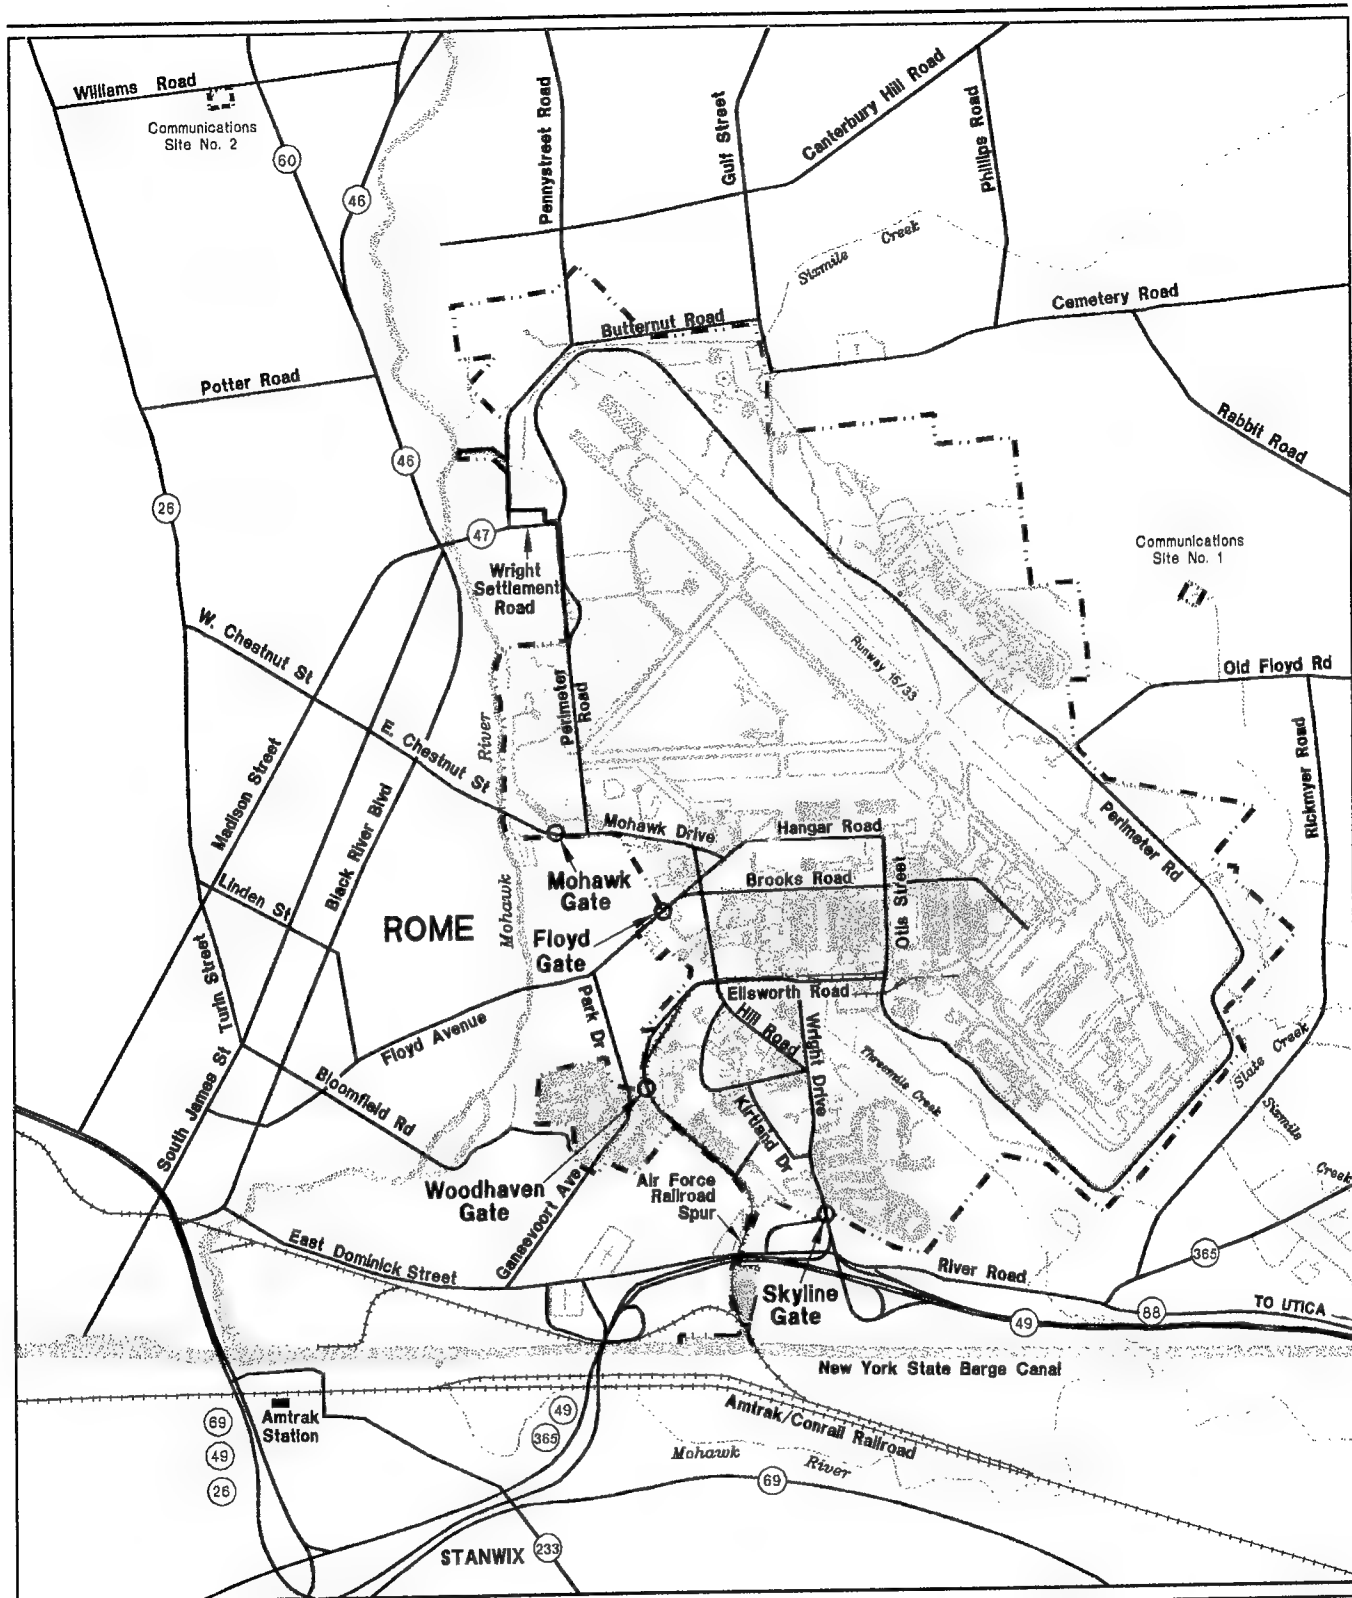 Williams Road
Communications
Site No. 2
60
46
Pennystreet Road
Gulf Street
Canterbury Hill Road
Phillips Road
Sixmile Creek
Cemetery Road
Butternut Road
Potter Road
Rabbit Road
46
26
47
Wright
Settlement
Road
Communications
Site No. 1
W. Chestnut St
Runway 15/33
Old Floyd Rd
Perimeter
Road
River
E. Chestnut St
Madison Street
Black River Blvd
Rickmyer Road
Mohawk Drive
Hangar Road
Perimeter Rd
Linden St
Mohawk
Gate
Brooks Road
Otis Street
ROME
Mohawk
Floyd
Gate
Turin Street
Park Dr
Ellsworth Road
Hill Road
Wright Drive
Floyd Avenue
Threemile Creek
Slate Creek
Sixmile
Creek
South James St
Bloomfield Rd
Kirtland Dr
Woodhaven
Gate
Gansevoort Ave
Air Force
Railroad
Spur
East Dominick Street
365
River Road
Skyline
Gate
49
88
TO UTICA
New York State Barge Canal
Amtrak
Station
69
49
26
49
365
Amtrak/Conrail Railroad
Mohawk River
69
STANWIX
233